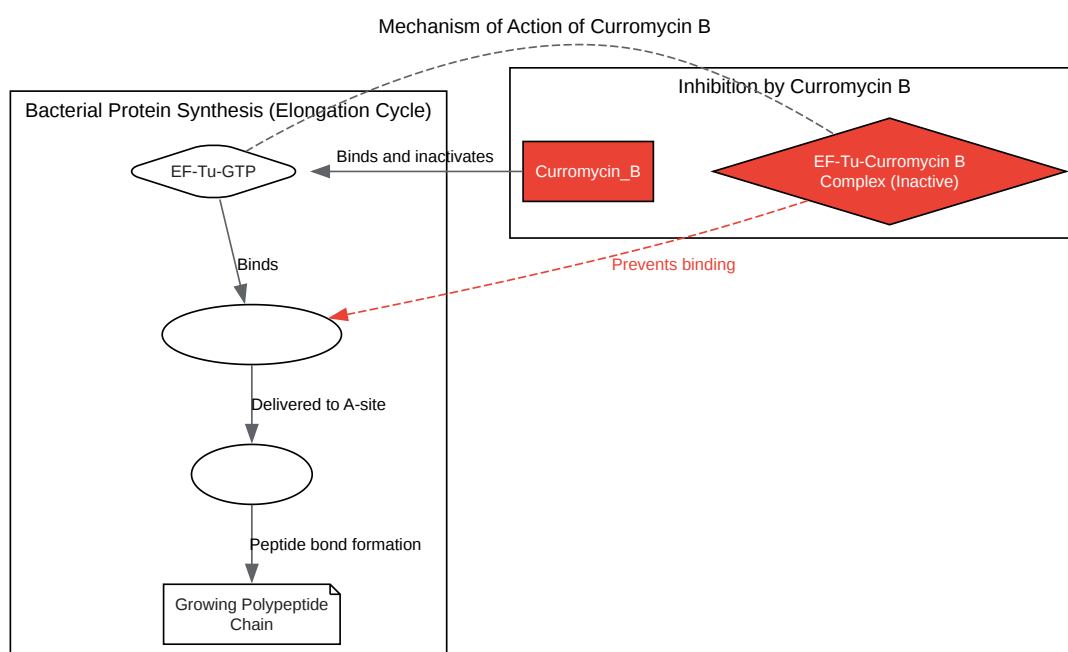 Mechanism of Action of Curromycin B
Inhibition by Curromycin B
Bacterial Protein Synthesis (Elongation Cycle)
EF-Tu-GTP
Binds and inactivates
Curromycin_B
EF-Tu-Curromycin B
Complex (Inactive)
Binds
Prevents binding
Delivered to A-site
Peptide bond formation
Growing Polypeptide
Chain